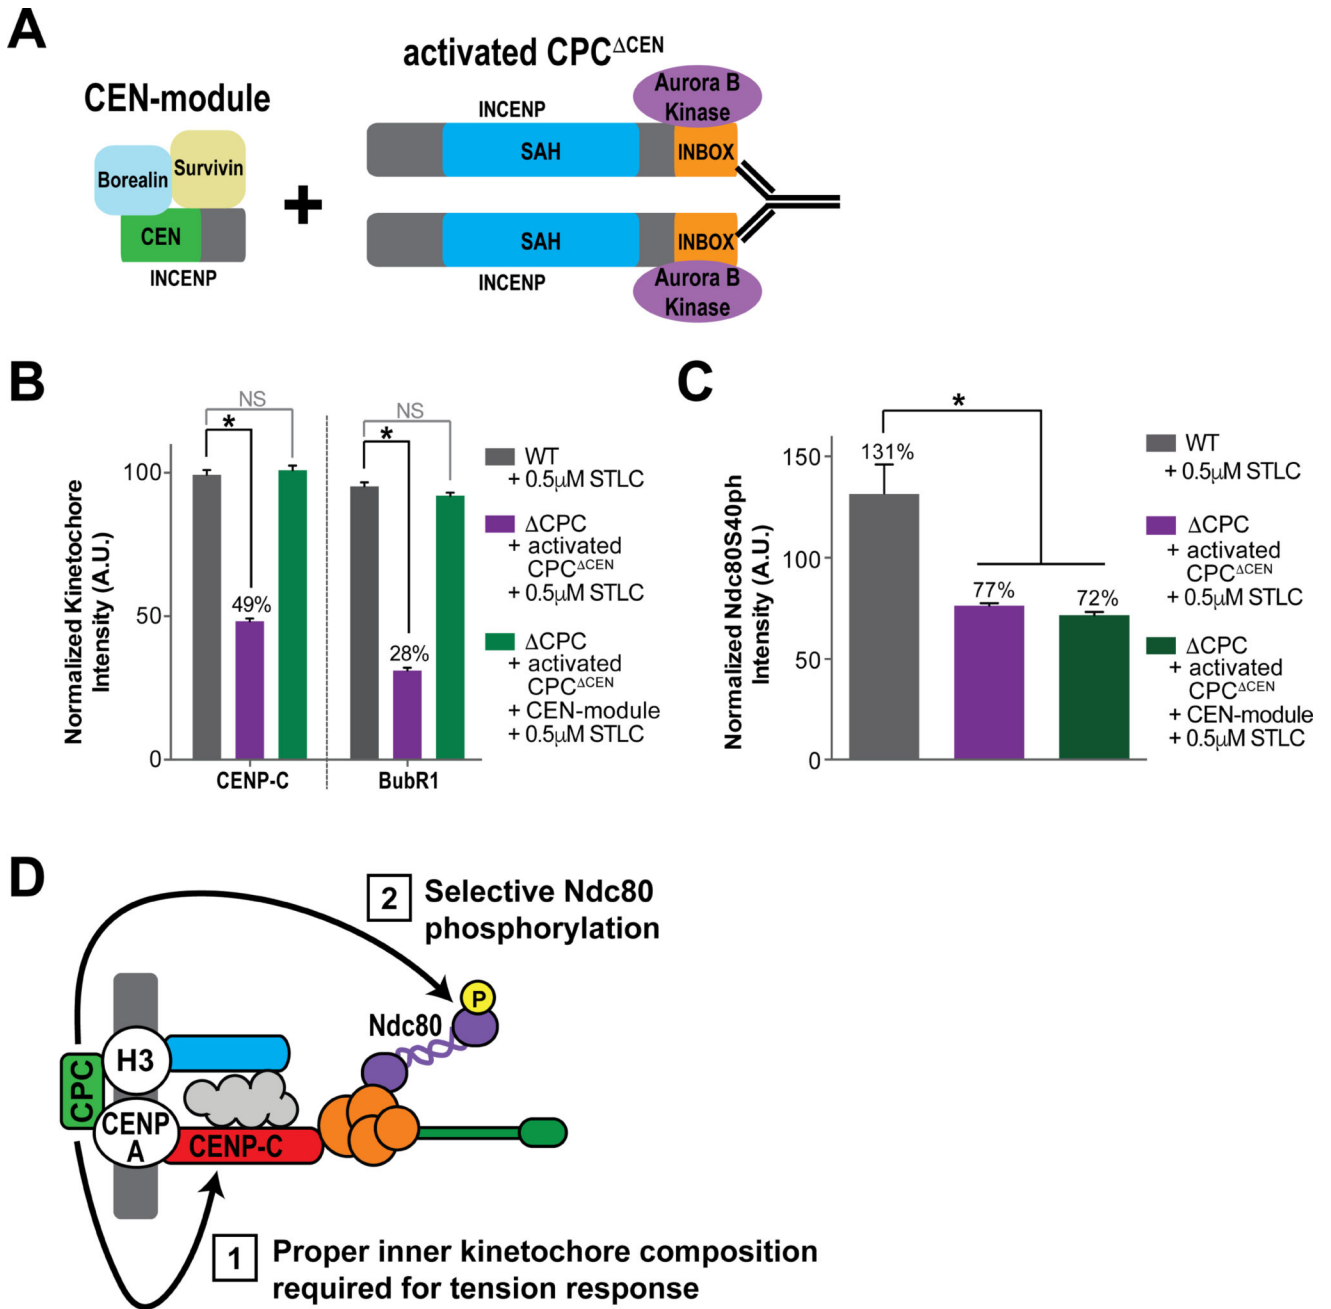 A
CEN-module
Borealin
Survivin
CEN
INCENP
+
activated CPC^ΔCEN
INCENP
Aurora B
Kinase
SAH
INBOX
SAH
INBOX
INCENP
Aurora B
Kinase
B
Normalized Kinetochore
Intensity (A.U.)
100
50
0
NS
*
49%
NS
*
28%
CENP-C
BubR1
WT
+ 0.5µM STLC
ΔCPC
+ activated
CPC^ΔCEN
+ 0.5µM STLC
ΔCPC
+ activated
CPC^ΔCEN
+ CEN-module
+ 0.5µM STLC
C
Normalized Ndc80S40ph
Intensity (A.U.)
150
100
50
0
*
131%
77%
72%
WT
+ 0.5µM STLC
ΔCPC
+ activated
CPC^ΔCEN
+ 0.5µM STLC
ΔCPC
+ activated
CPC^ΔCEN
+ CEN-module
+ 0.5µM STLC
D
2 Selective Ndc80
phosphorylation
P
Ndc80
H3
CPC
CENP
A
CENP-C
1 Proper inner kinetochore composition
required for tension response